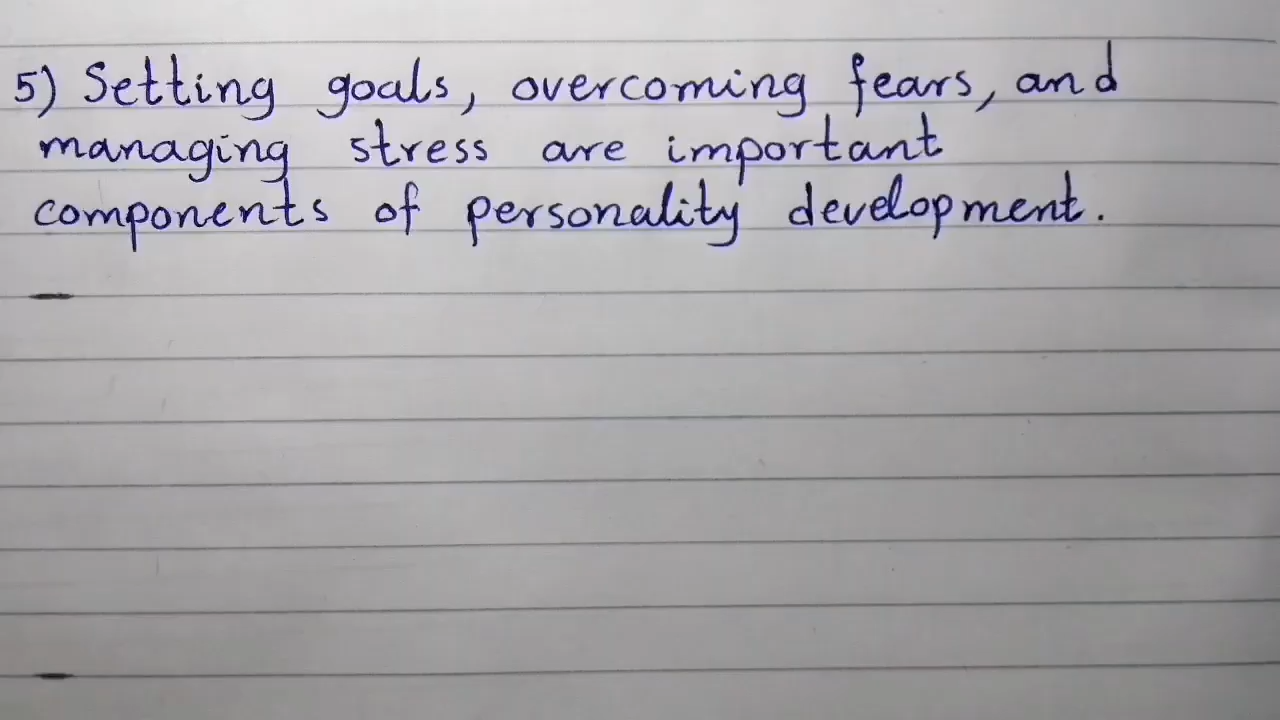 5) Setting goals, overcoming fears, and
managing stress are important
components of personality development.